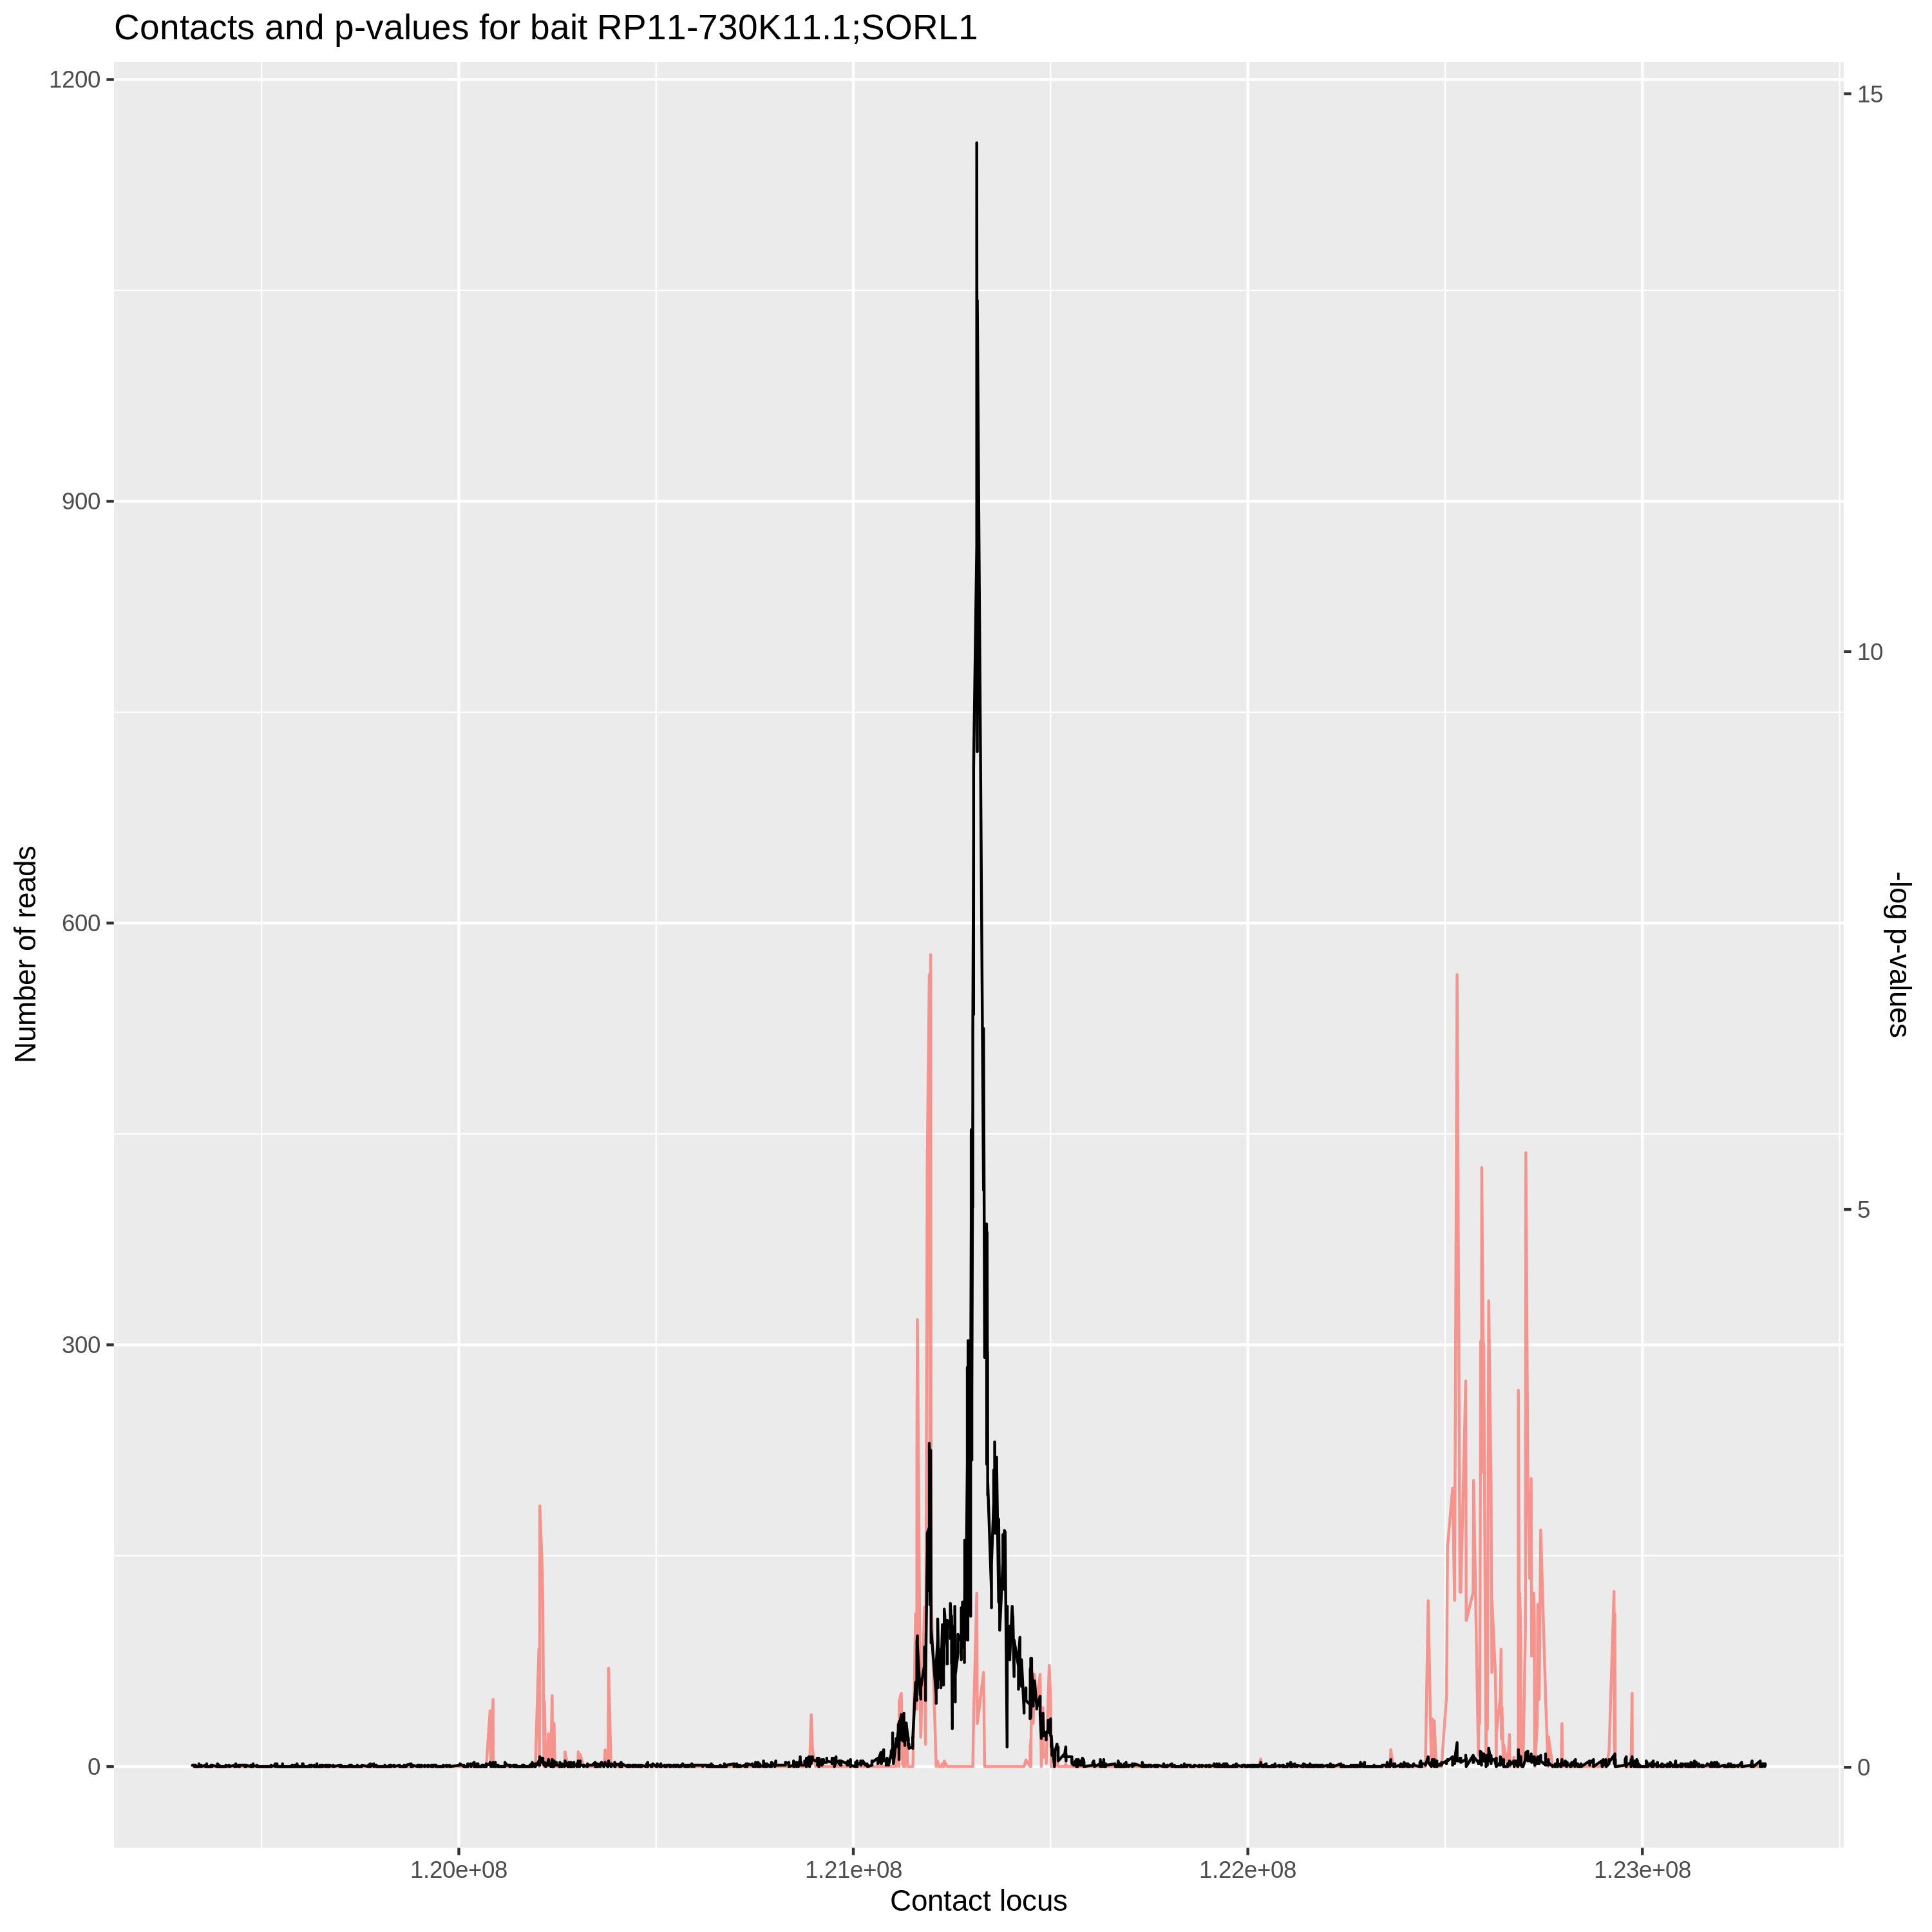 Contacts and p-values for bait RP11-730K11.1;SORL1
1200
900
600
300
0
Number of reads
15
10
5
0
-log p-values
1.20e+08
1.21e+08
1.22e+08
1.23e+08
Contact locus